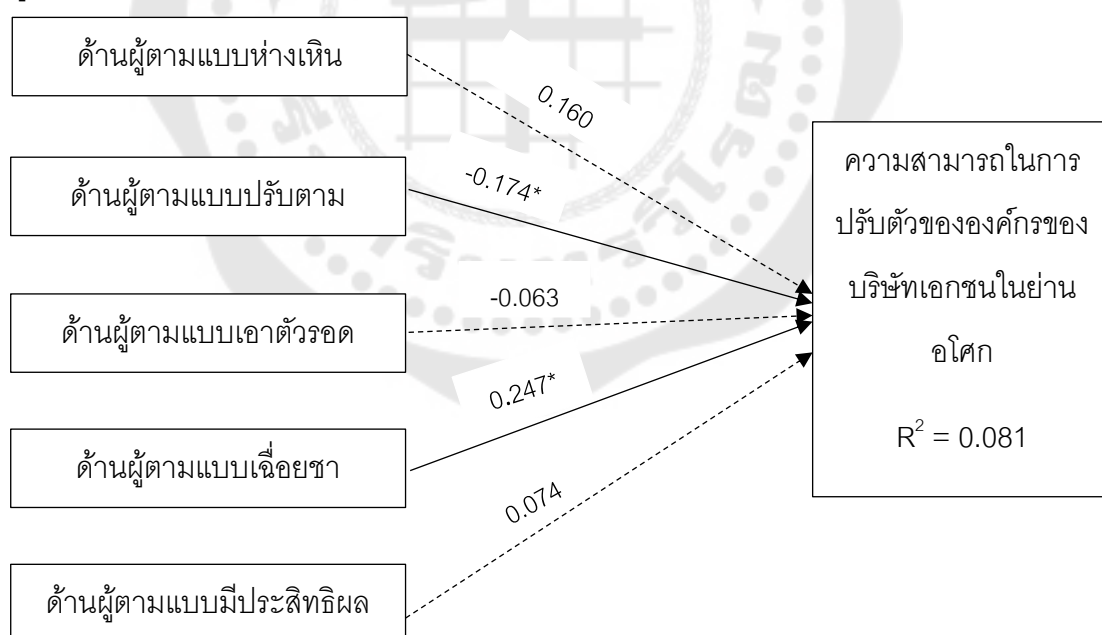 ด้านผู้ตามแบบห่างเหิน
0.160
ด้านผู้ตามแบบปรับตาม
-0.174*
ด้านผู้ตามแบบเอาตัวรอด
-0.063
ด้านผู้ตามแบบเฉื่อยชา
0.247*
ด้านผู้ตามแบบมีประสิทธิผล
0.074
ความสามารถในการ
ปรับตัวขององค์กรของ
บริษัทเอกชนในย่าน
อโศก
R² = 0.081